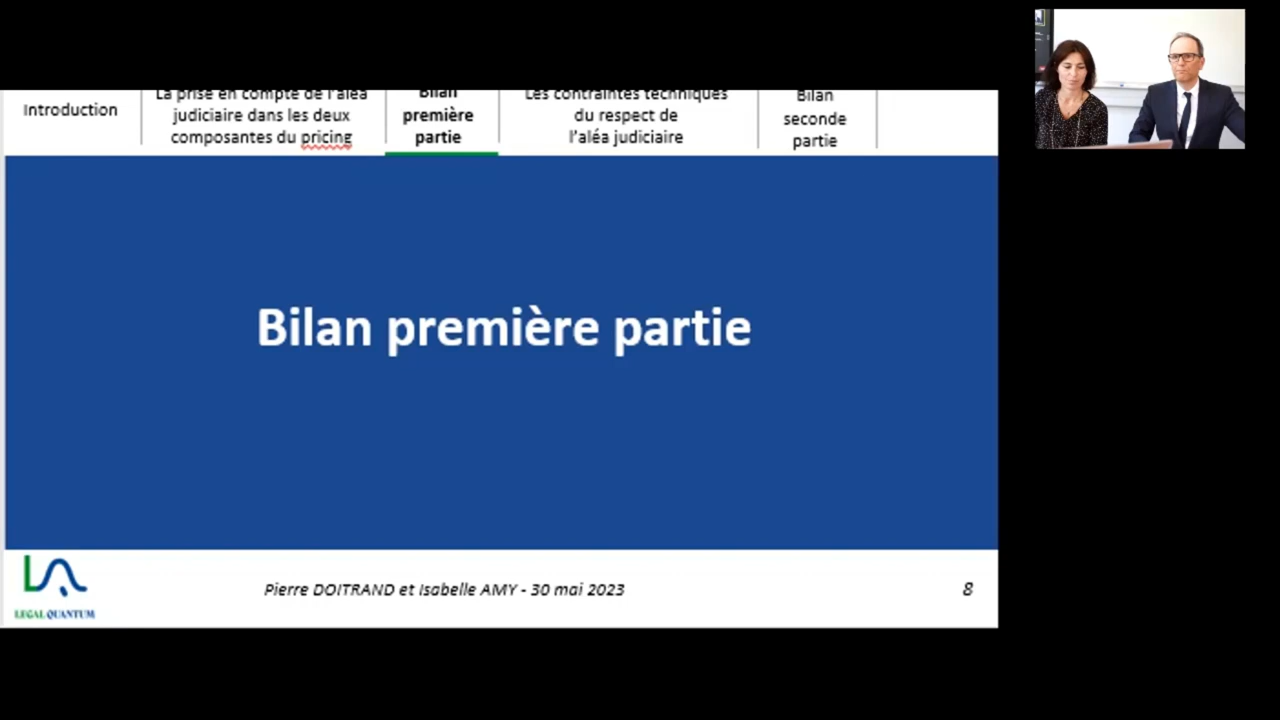 Introduction
La prise en compte de l'aléa
judiciaire dans les deux
composantes du pricing
Bilan
première
partie
Les contraintes techniques
du respect de
l'aléa judiciaire
Bilan
seconde
partie
Bilan première partie
LEGAL QUANTUM
Pierre DOITRAND et Isabelle AMY - 30 mai 2023
8